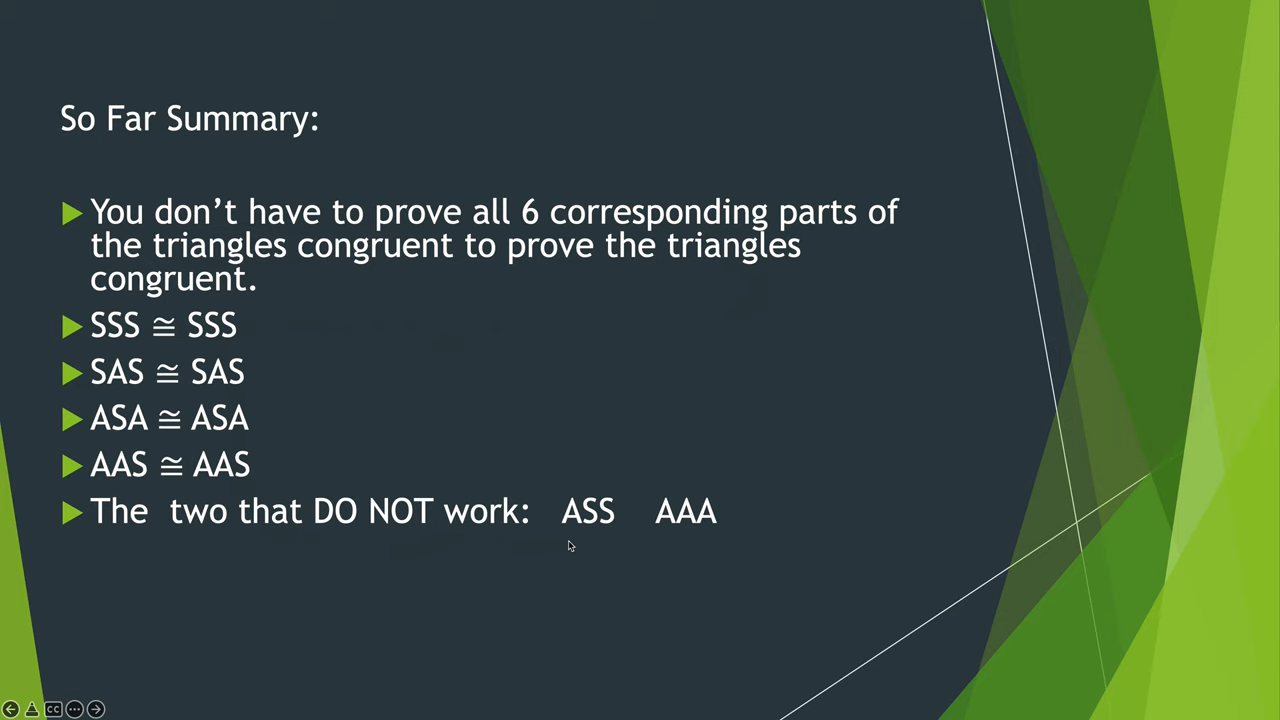 So Far Summary:
You don’t have to prove all 6 corresponding parts of
the triangles congruent to prove the triangles
congruent.
SSS ≅ SSS
SAS ≅ SAS
ASA ≅ ASA
AAS ≅ AAS
The  two that DO NOT work:   ASS    AAA
CC